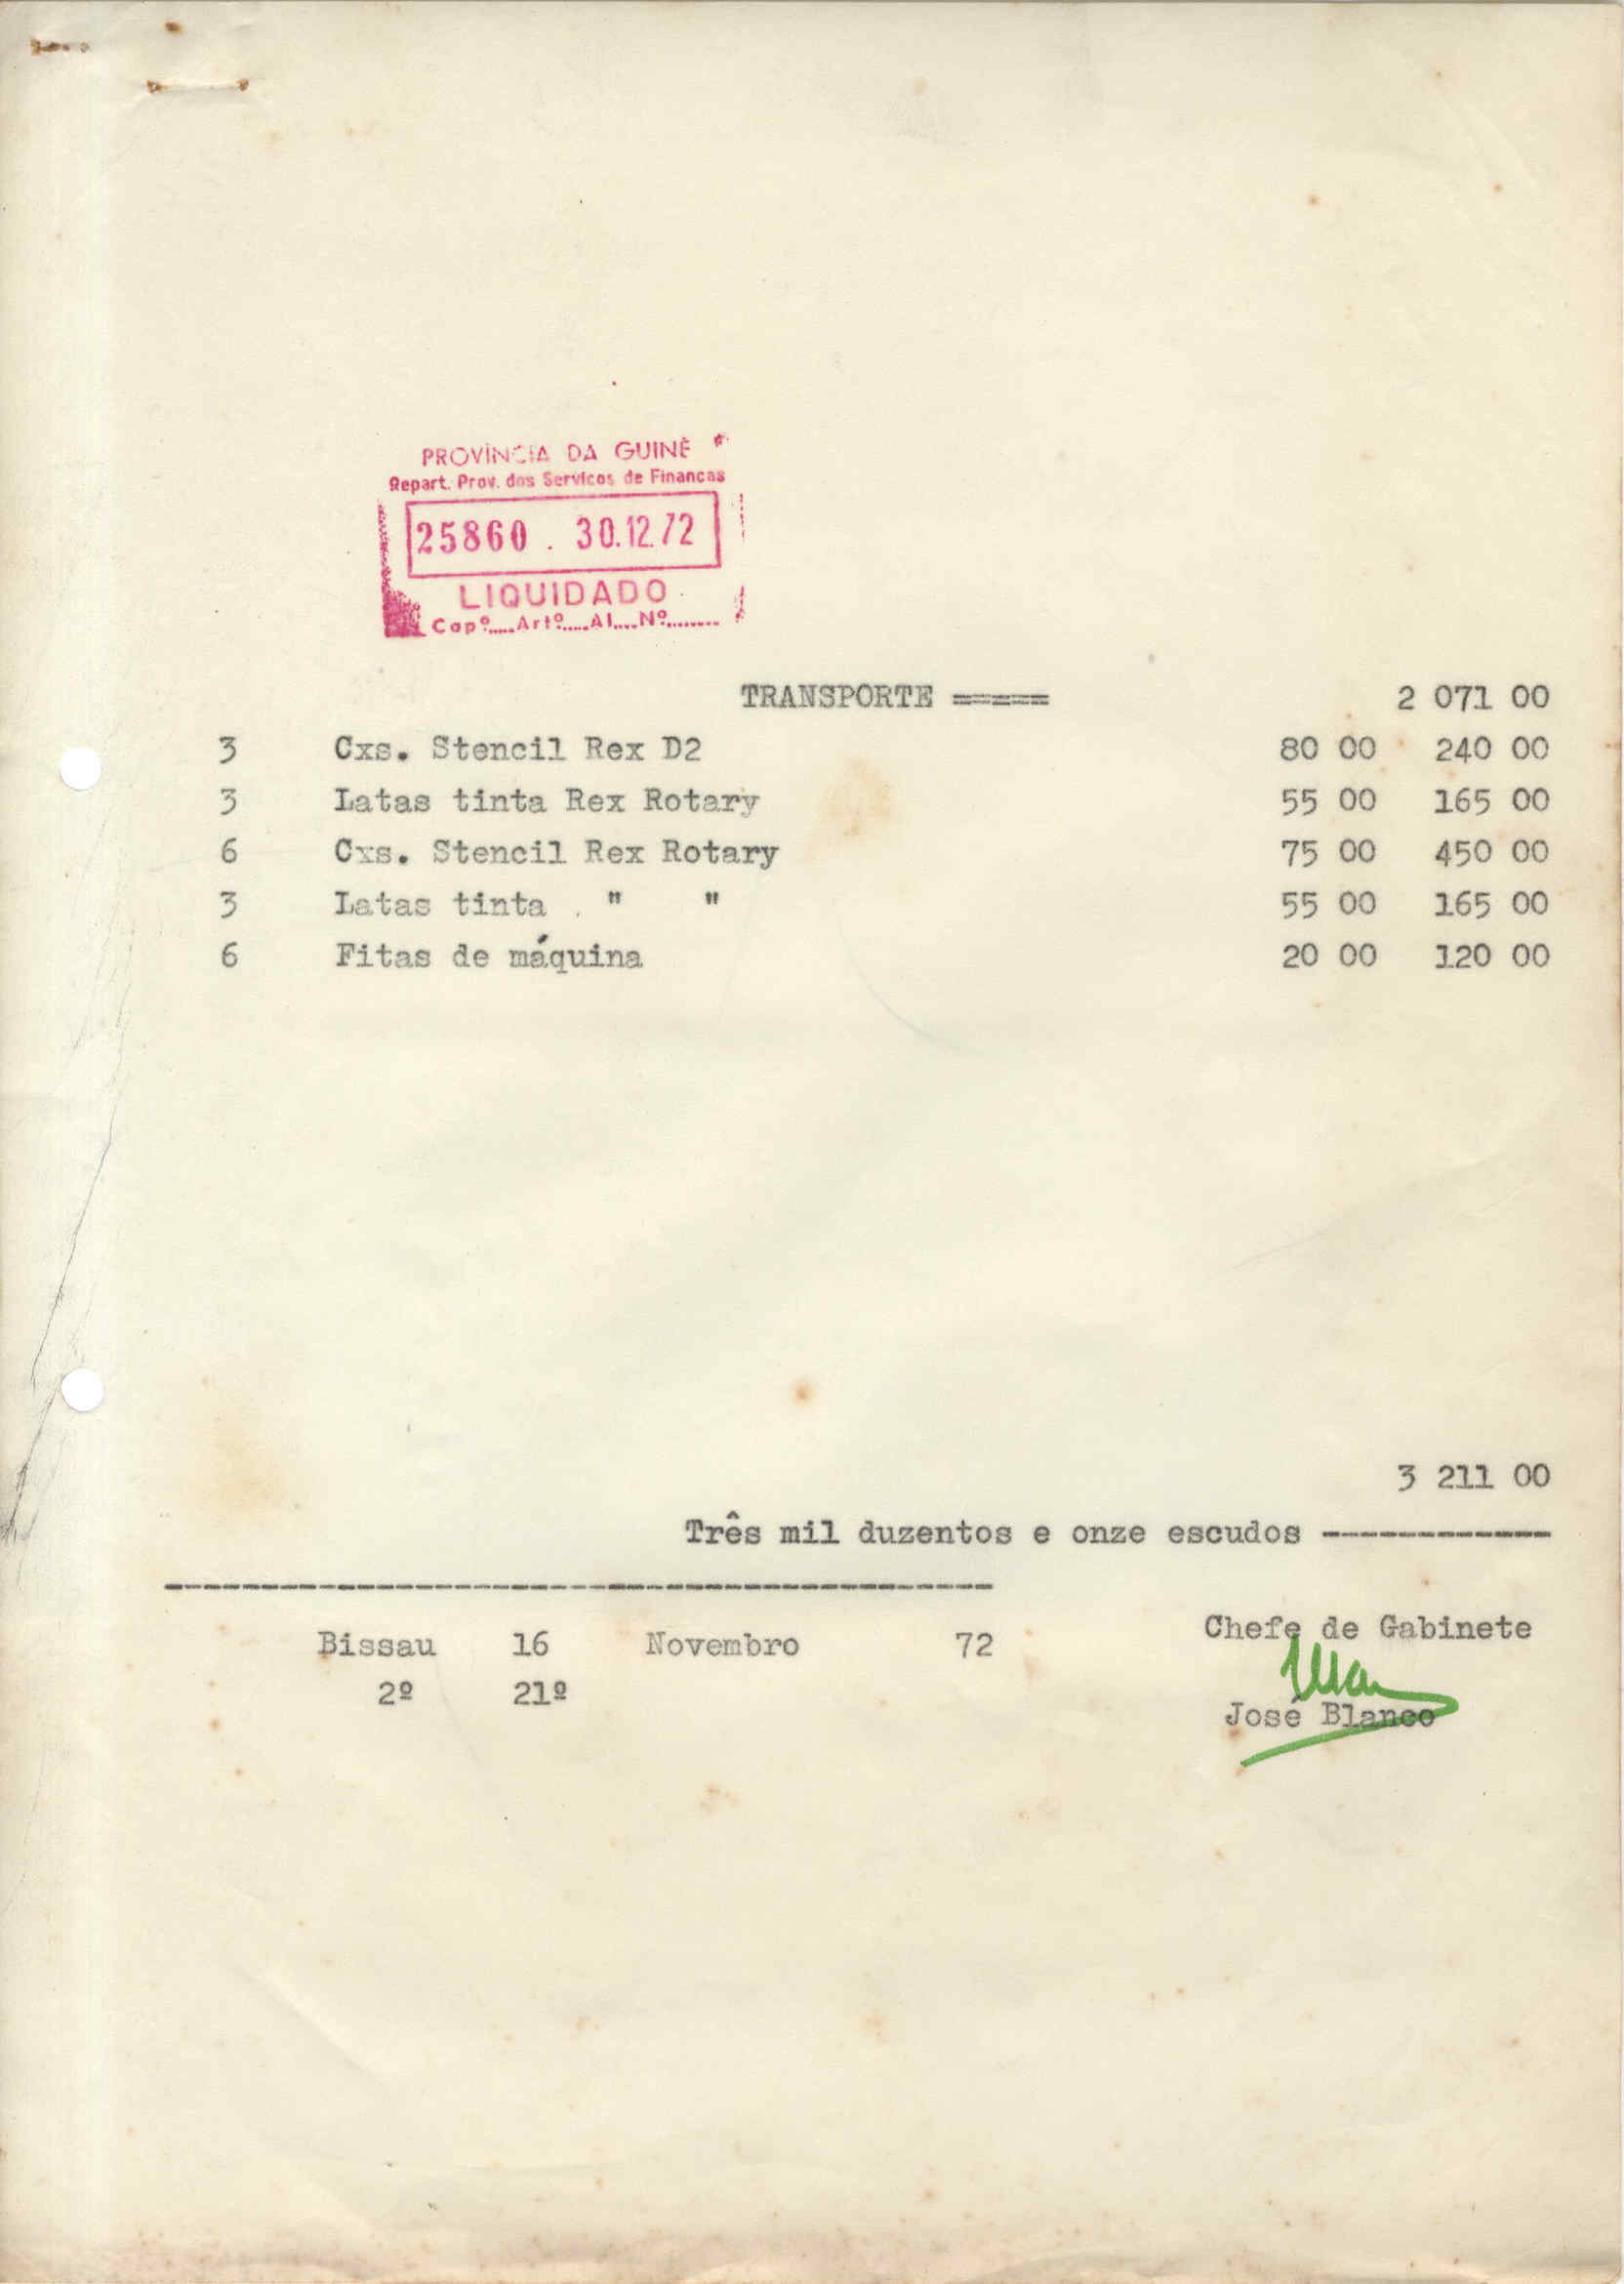 PROVÍNCIA DA GUINÉ
Repart. Prov. dos Servicos de Financas
25860 . 30.12.72
LIQUIDADO
Capº.....Artº.....Al....Nº........
TRANSPORTE ===== 2 071 00
3 Cxs. Stencil Rex D2 80 00 240 00
3 Latas tinta Rex Rotary 55 00 165 00
6 Cxs. Stencil Rex Rotary 75 00 450 00
3 Latas tinta " " 55 00 165 00
6 Fitas de máquina 20 00 120 00
3 211 00
Três mil duzentos e onze escudos ------------
-------------------------------------------
Bissau 16 Novembro 72 Chefe de Gabinete
2º 21º
José Blanco